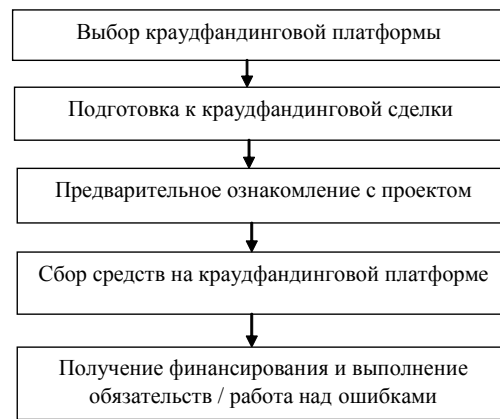 Выбор краудфандинговой платформы
Подготовка к краудфандинговой сделки
Предварительное ознакомление с проектом
Сбор средств на краудфандинговой платформе
Получение финансирования и выполнение
обязательств / работа над ошибками